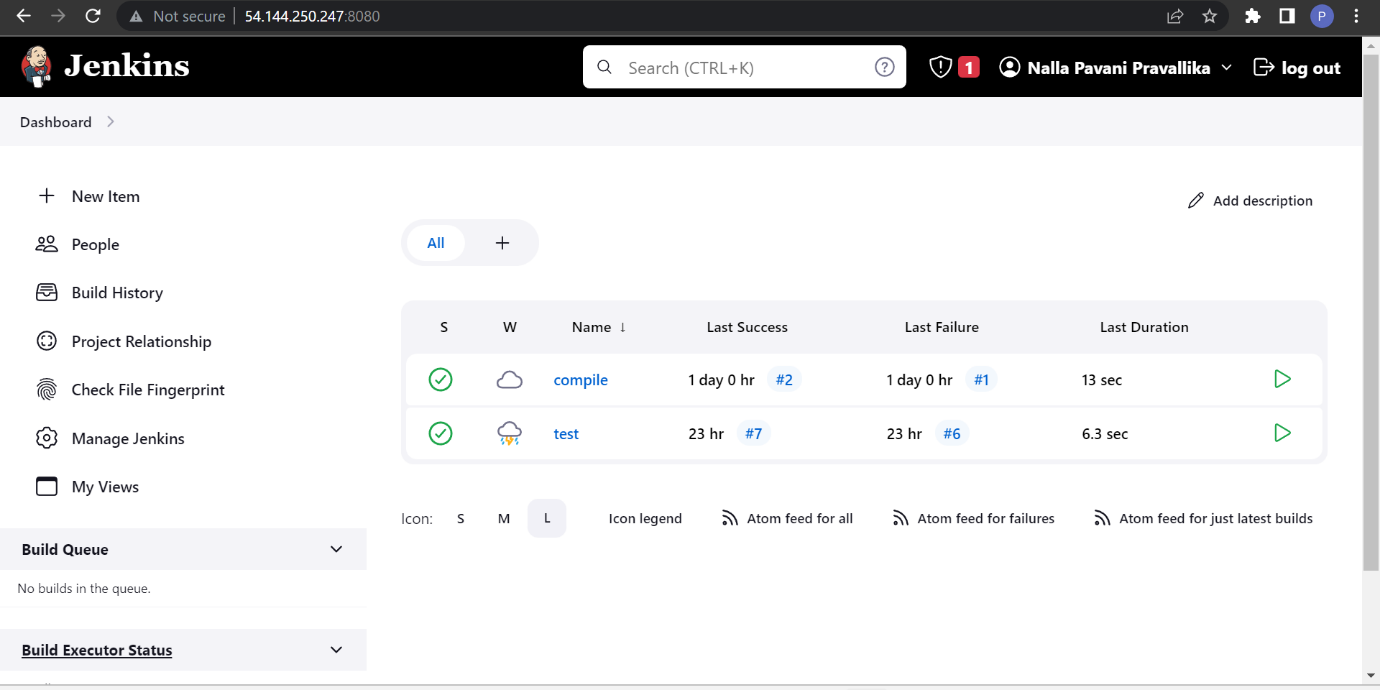 Not secure 54.144.250.247:8080 P
Jenkins Search (CTRL+K) ? 1 Nalla Pavani Pravallika log out
Dashboard
New Item
People
Build History
Project Relationship
Check File Fingerprint
Manage Jenkins
My Views
Build Queue
No builds in the queue.
Build Executor Status
Add description
All +
S W Name ↓ Last Success Last Failure Last Duration
compile 1 day 0 hr #2 1 day 0 hr #1 13 sec
test 23 hr #7 23 hr #6 6.3 sec
Icon: S M L Icon legend Atom feed for all Atom feed for failures Atom feed for just latest builds